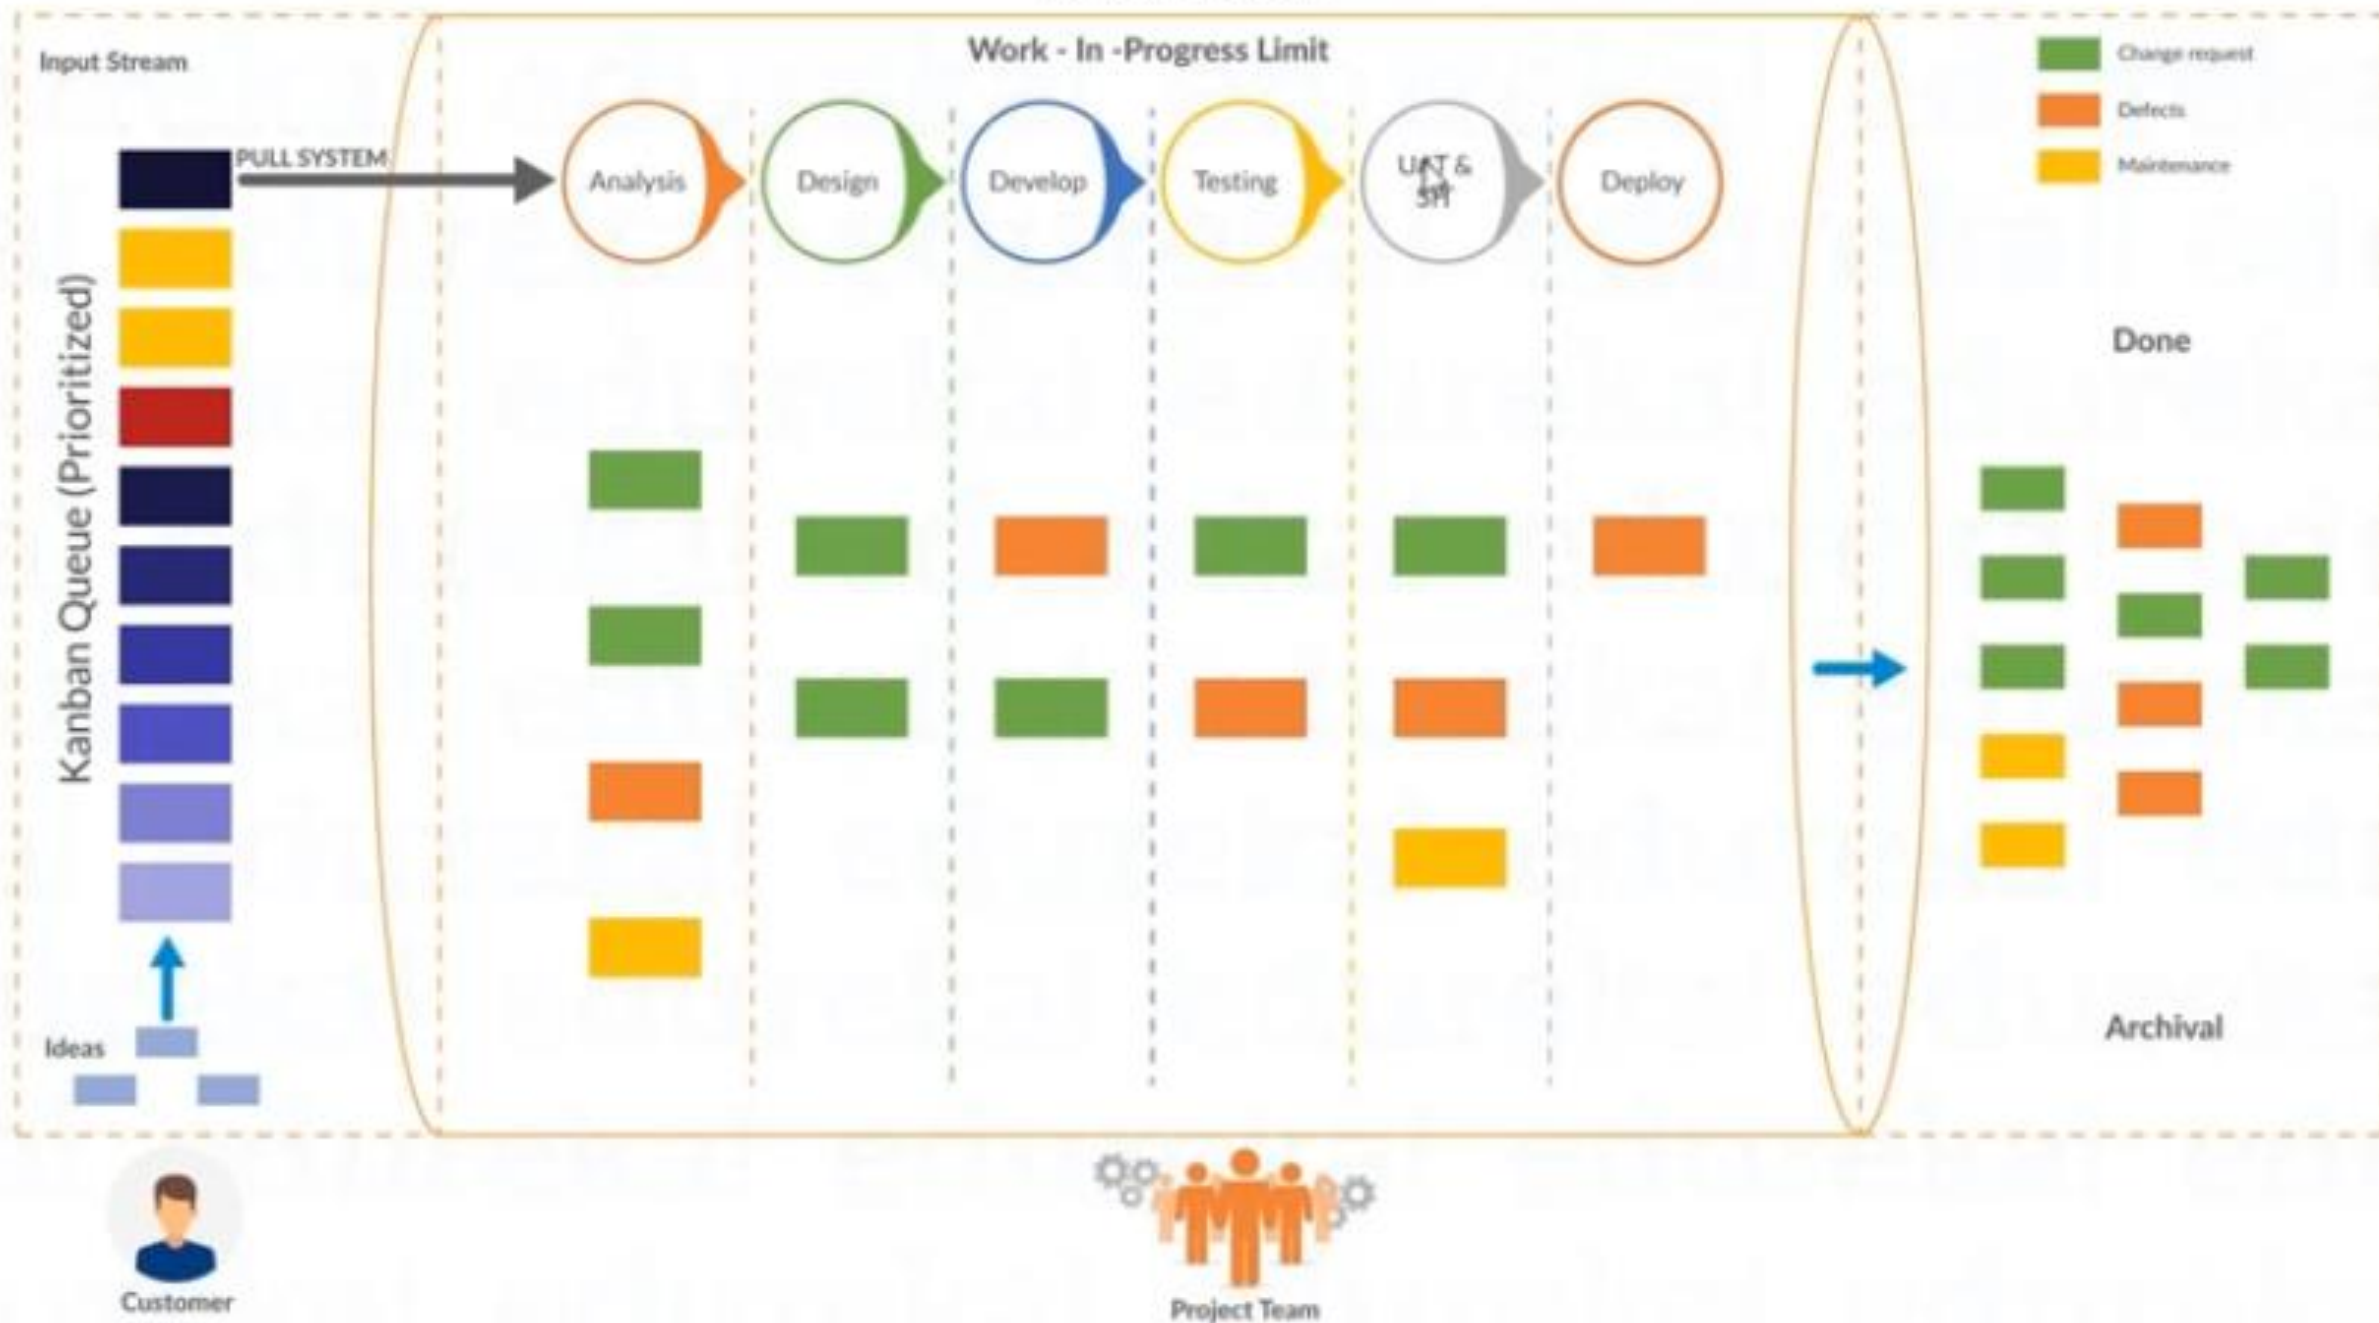 Input Stream
Work - In -Progress Limit
Change request
Defects
Maintenance
PULL SYSTEM
Analysis
Design
Develop
Testing
UAT &
Deploy
Kanban Queue (Prioritized)
Done
Ideas
Archival
Customer
Project Team